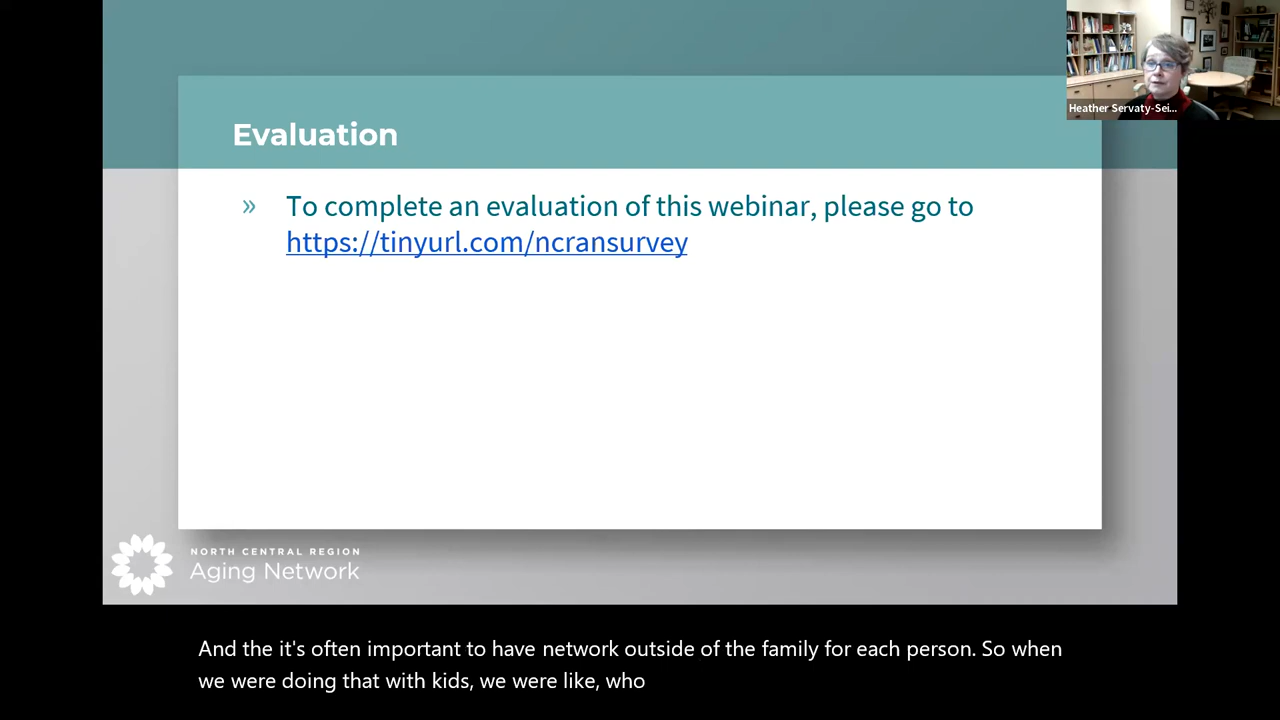 Heather Servaty-Sei...
Evaluation
» To complete an evaluation of this webinar, please go to
https://tinyurl.com/ncransurvey
NORTH CENTRAL REGION
Aging Network
And the it's often important to have network outside of the family for each person. So when
we were doing that with kids, we were like, who